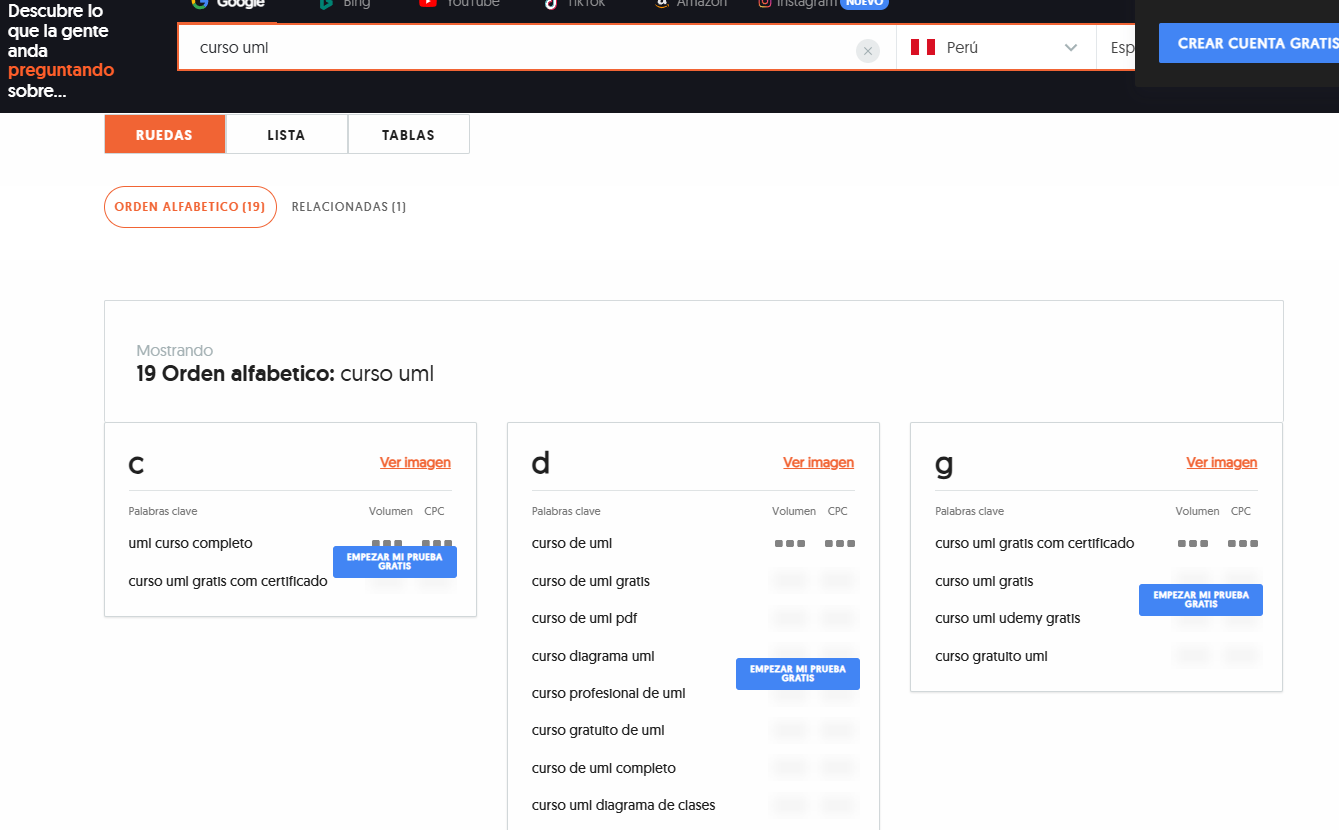 Descubre lo
que la gente
anda
preguntando
sobre...
Google
Bing
YouTube
TikTok
Amazon
Instagram
NUEVO
curso uml
Perú
Esp
CREAR CUENTA GRATIS
RUEDAS
LISTA
TABLAS
ORDEN ALFABETICO (19)
RELACIONADAS (1)
Mostrando
19 Orden alfabetico: curso uml
c
Ver imagen
Palabras clave
Volumen
CPC
uml curso completo
curso uml gratis com certificado
EMPEZAR MI PRUEBA
GRATIS
d
Ver imagen
Palabras clave
Volumen
CPC
curso de uml
curso de uml gratis
curso de uml pdf
curso diagrama uml
curso profesional de uml
curso gratuito de uml
curso de uml completo
curso uml diagrama de clases
EMPEZAR MI PRUEBA
GRATIS
g
Ver imagen
Palabras clave
Volumen
CPC
curso uml gratis com certificado
curso uml gratis
curso uml udemy gratis
curso gratuito uml
EMPEZAR MI PRUEBA
GRATIS